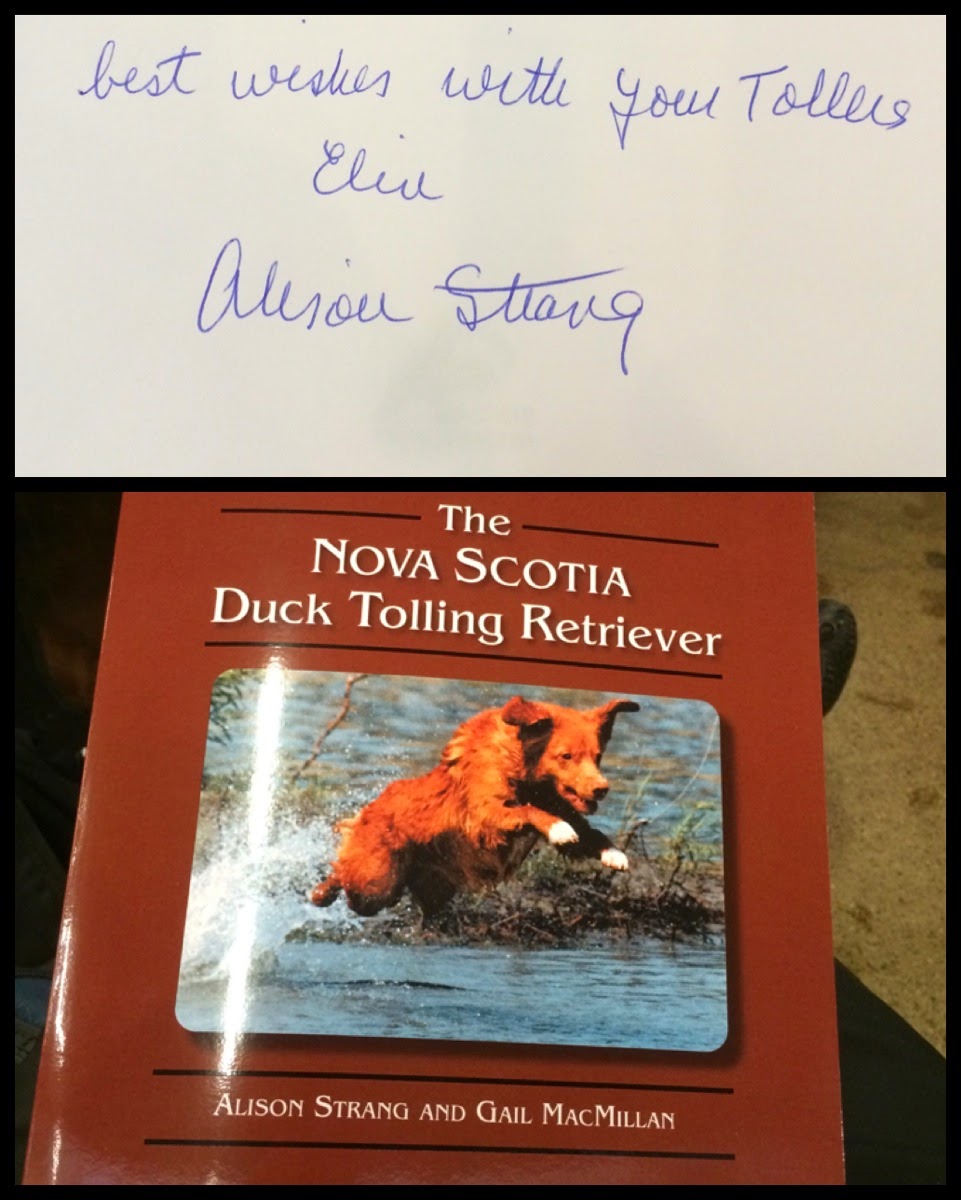 best wishes with your Tollers
Elin
Alison Strang
The
NOVA SCOTIA
Duck Tolling Retriever
ALISON STRANG AND GAIL MACMILLAN